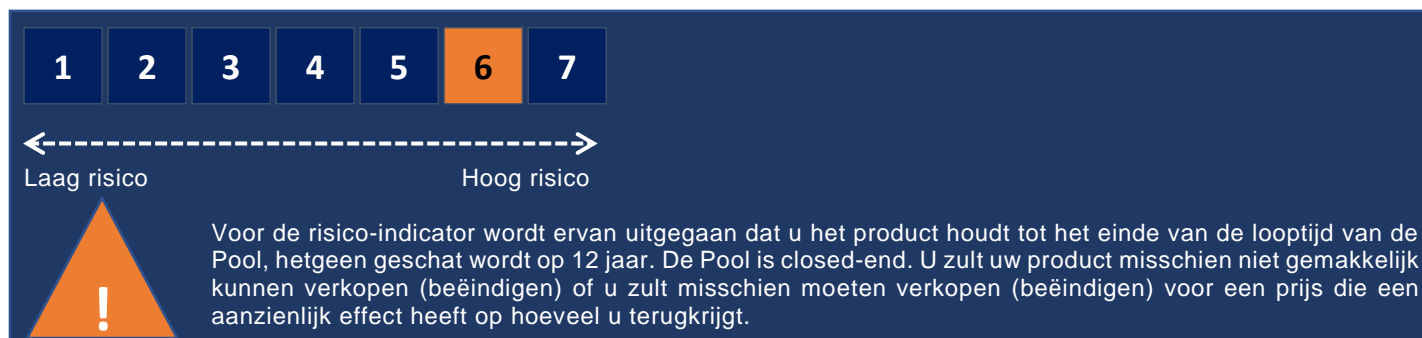 1 2 3 4 5 6 7
Laag risico Hoog risico
Voor de risico-indicator wordt ervan uitgegaan dat u het product houdt tot het einde van de looptijd van de
Pool, hetgeen geschat wordt op 12 jaar. De Pool is closed-end. U zult uw product misschien niet gemakkelijk
kunnen verkopen (beëindigen) of u zult misschien moeten verkopen (beëindigen) voor een prijs die een
aanzienlijk effect heeft op hoeveel u terugkrijgt.
!